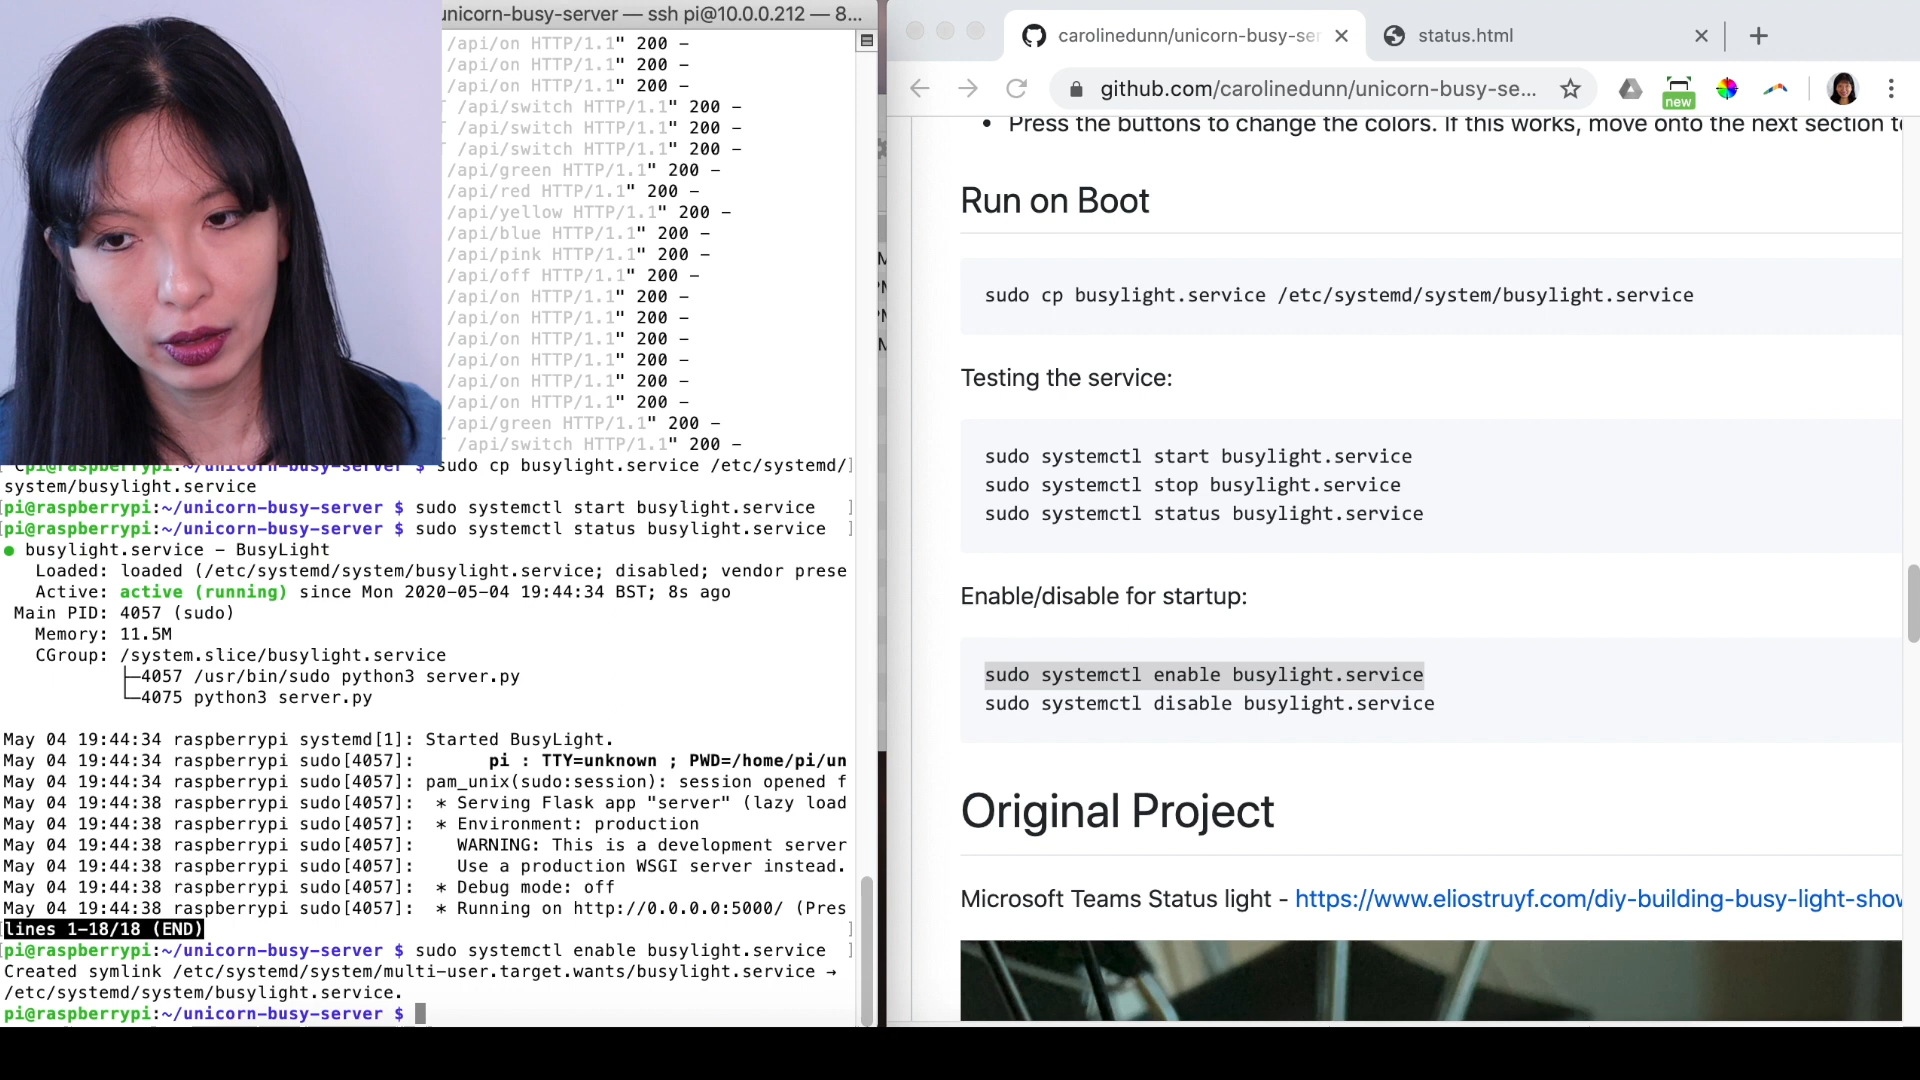 unicorn-busy-server — ssh pi@10.0.0.212 — 8...
/api/on HTTP/1.1" 200 -
/api/on HTTP/1.1" 200 -
/api/on HTTP/1.1" 200 -
/api/switch HTTP/1.1" 200 -
/api/switch HTTP/1.1" 200 -
/api/switch HTTP/1.1" 200 -
/api/green HTTP/1.1" 200 -
/api/red HTTP/1.1" 200 -
/api/yellow HTTP/1.1" 200 -
/api/blue HTTP/1.1" 200 -
/api/pink HTTP/1.1" 200 -
/api/off HTTP/1.1" 200 -
/api/on HTTP/1.1" 200 -
/api/on HTTP/1.1" 200 -
/api/on HTTP/1.1" 200 -
/api/on HTTP/1.1" 200 -
/api/on HTTP/1.1" 200 -
/api/on HTTP/1.1" 200 -
/api/green HTTP/1.1" 200 -
/api/switch HTTP/1.1" 200 -
pi@raspberrypi:~/unicorn-busy-server $ sudo cp busylight.service /etc/systemd/
system/busylight.service
pi@raspberrypi:~/unicorn-busy-server $ sudo systemctl start busylight.service
pi@raspberrypi:~/unicorn-busy-server $ sudo systemctl status busylight.service
● busylight.service - BusyLight
Loaded: loaded (/etc/systemd/system/busylight.service; disabled; vendor prese
Active: active (running) since Mon 2020-05-04 19:44:34 BST; 8s ago
Main PID: 4057 (sudo)
Memory: 11.5M
CGroup: /system.slice/busylight.service
├─4057 /usr/bin/sudo python3 server.py
└─4075 python3 server.py
May 04 19:44:34 raspberrypi systemd[1]: Started BusyLight.
May 04 19:44:34 raspberrypi sudo[4057]: pi : TTY=unknown ; PWD=/home/pi/un
May 04 19:44:34 raspberrypi sudo[4057]: pam_unix(sudo:session): session opened f
May 04 19:44:38 raspberrypi sudo[4057]: * Serving Flask app "server" (lazy load
May 04 19:44:38 raspberrypi sudo[4057]: * Environment: production
May 04 19:44:38 raspberrypi sudo[4057]: WARNING: This is a development server
May 04 19:44:38 raspberrypi sudo[4057]: Use a production WSGI server instead.
May 04 19:44:38 raspberrypi sudo[4057]: * Debug mode: off
May 04 19:44:38 raspberrypi sudo[4057]: * Running on http://0.0.0.0:5000/ (Pres
lines 1-18/18 (END)
pi@raspberrypi:~/unicorn-busy-server $ sudo systemctl enable busylight.service
Created symlink /etc/systemd/system/multi-user.target.wants/busylight.service →
/etc/systemd/system/busylight.service.
pi@raspberrypi:~/unicorn-busy-server $
carolinedunn/unicorn-busy-ser
status.html
github.com/carolinedunn/unicorn-busy-se...
new
• Press the buttons to change the colors. If this works, move onto the next section t
Run on Boot
sudo cp busylight.service /etc/systemd/system/busylight.service
Testing the service:
sudo systemctl start busylight.service
sudo systemctl stop busylight.service
sudo systemctl status busylight.service
Enable/disable for startup:
sudo systemctl enable busylight.service
sudo systemctl disable busylight.service
Original Project
Microsoft Teams Status light - https://www.eliostruyf.com/diy-building-busy-light-show